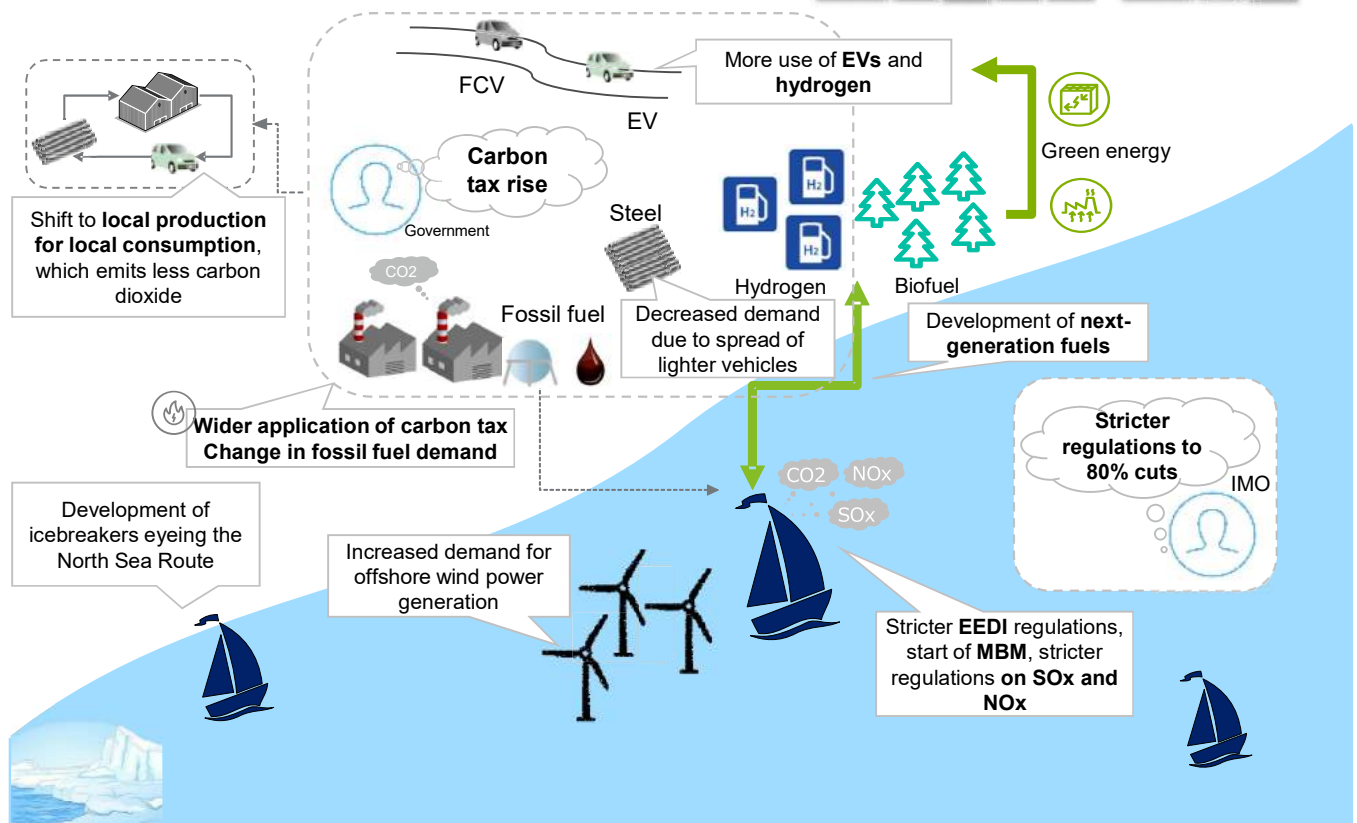 FCV
EV
More use of EVs and
hydrogen
Green energy
Carbon
tax rise
Government
Shift to local production
for local consumption,
which emits less carbon
dioxide
Steel
H2
H2
H2
Hydrogen
Biofuel
CO2
Fossil fuel
Decreased demand
due to spread of
lighter vehicles
Development of next-
generation fuels
Wider application of carbon tax
Change in fossil fuel demand
Stricter
regulations to
80% cuts
IMO
CO2
NOx
SOx
Development of
icebreakers eyeing the
North Sea Route
Increased demand for
offshore wind power
generation
Stricter EEDI regulations,
start of MBM, stricter
regulations on SOx and
NOx